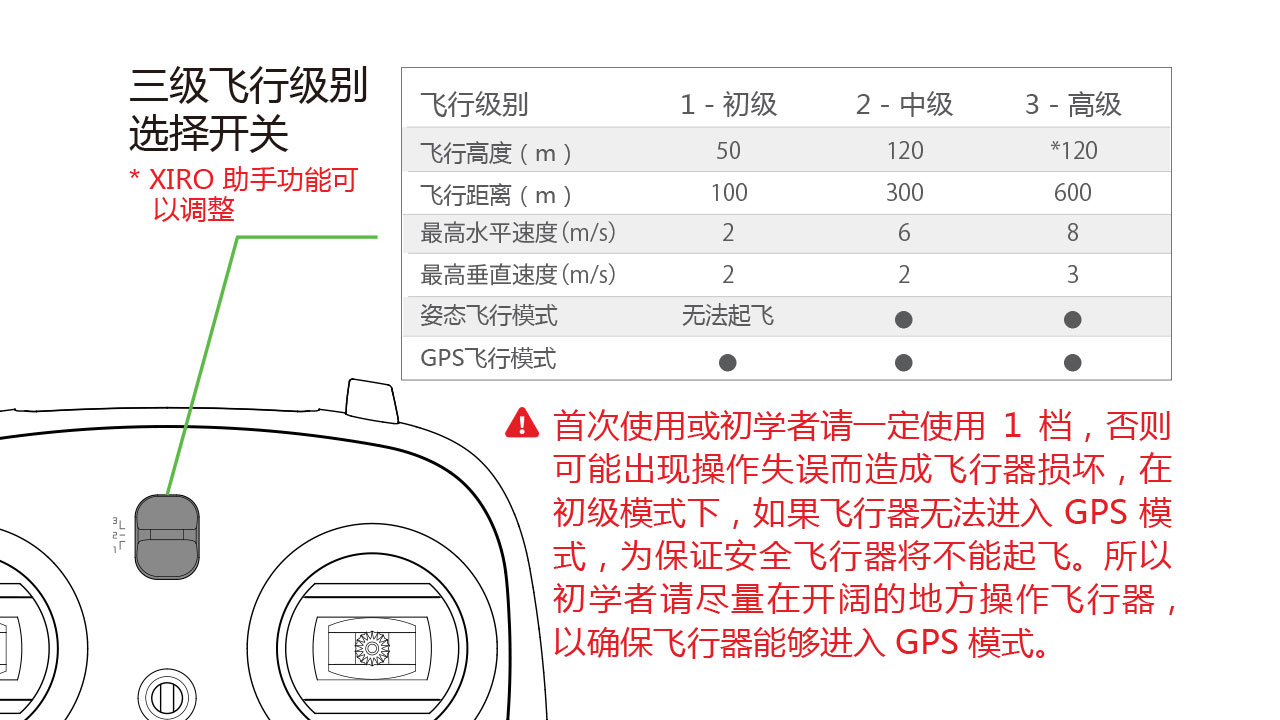 三级飞行级别
选择开关
* XIRO 助手功能可
以调整
飞行级别 1 - 初级 2 - 中级 3 - 高级
飞行高度（m） 50 120 *120
飞行距离（m） 100 300 600
最高水平速度(m/s) 2 6 8
最高垂直速度(m/s) 2 2 3
姿态飞行模式 无法起飞 ● ●
GPS飞行模式 ● ● ●
首次使用或初学者请一定使用 1 档，否则
可能出现操作失误而造成飞行器损坏，在
初级模式下，如果飞行器无法进入 GPS 模
式，为保证安全飞行器将不能起飞。所以
初学者请尽量在开阔的地方操作飞行器，
以确保飞行器能够进入 GPS 模式。
3
2
1